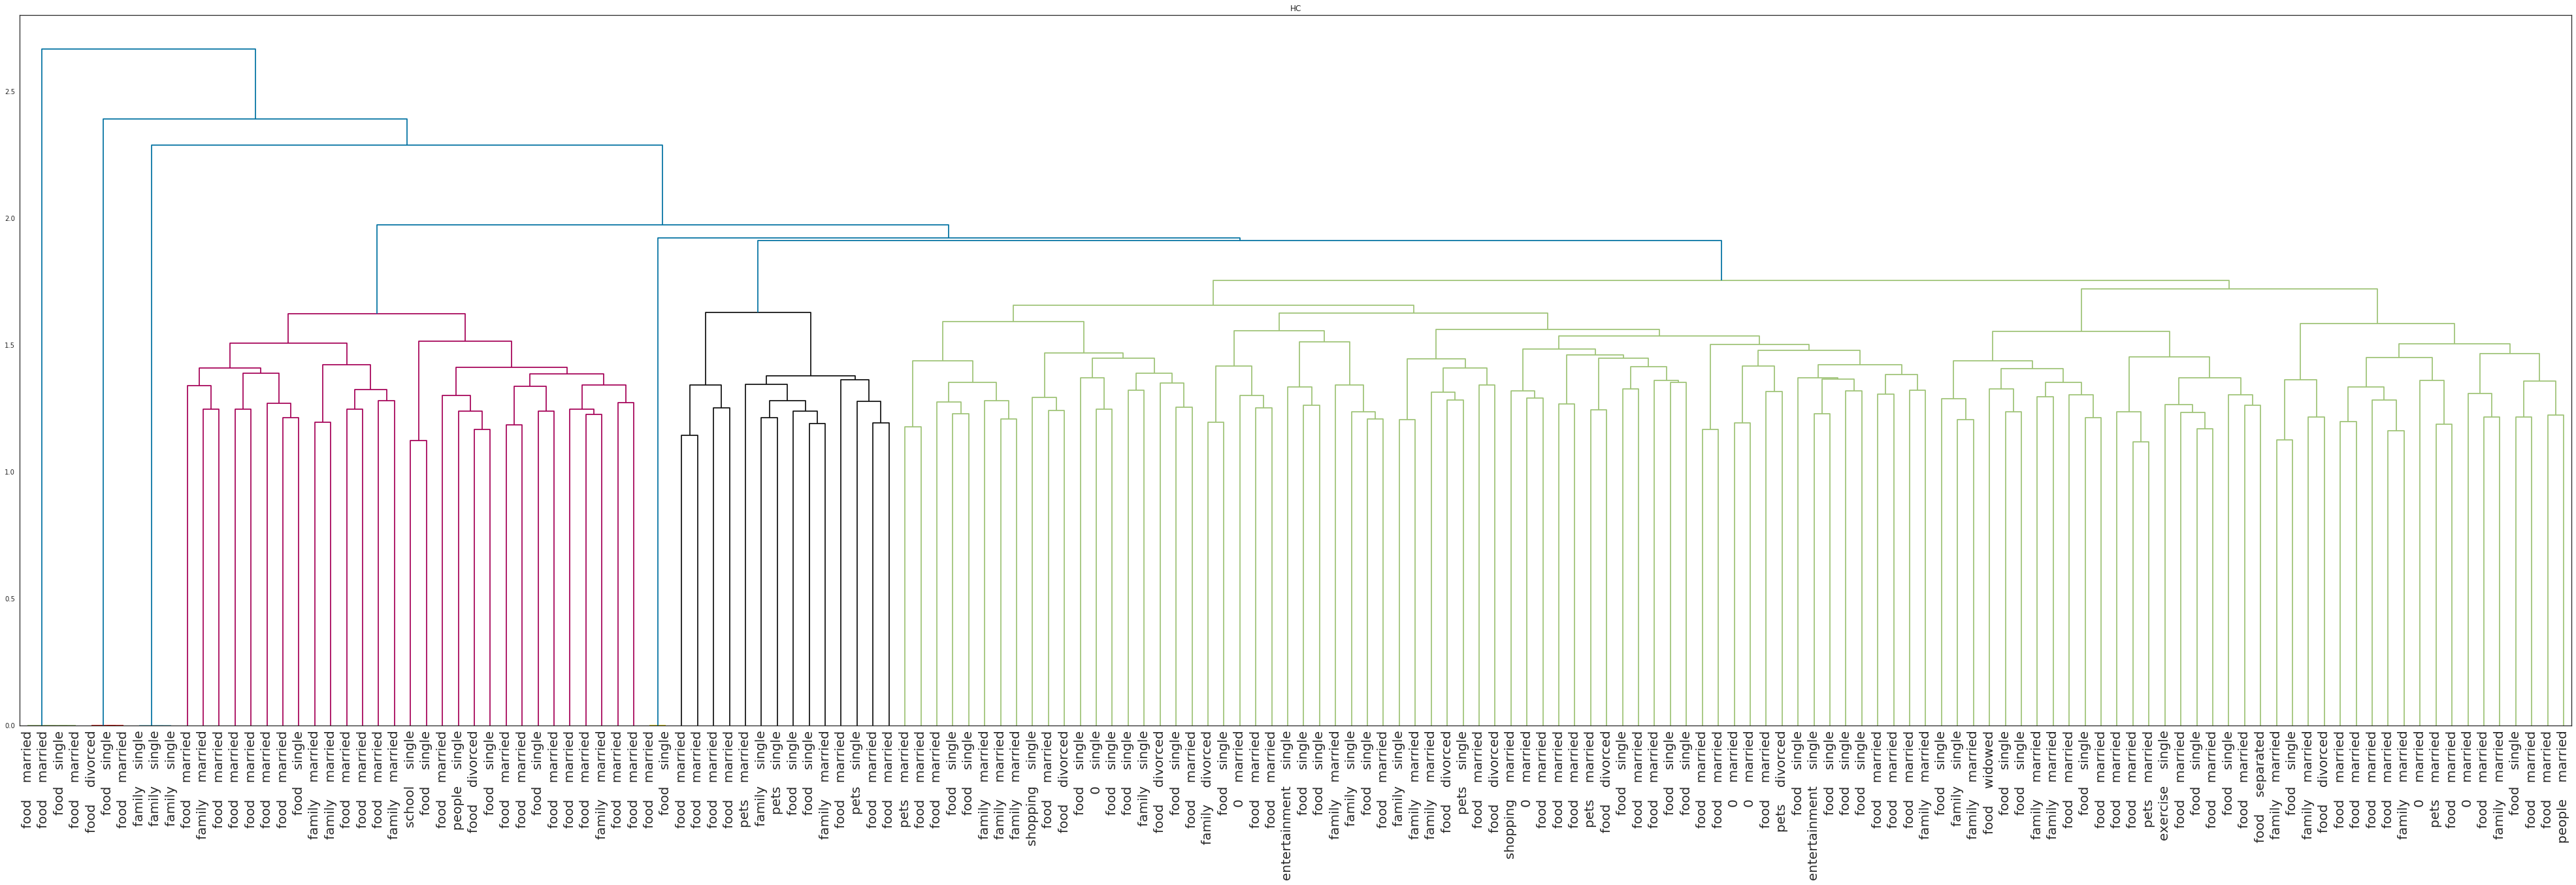 HC
2.5
2.0
1.5
1.0
0.5
0.0
food married
food married
food single
food married
food divorced
food single
food married
family single
family single
family single
food married
family married
food married
food married
food married
food married
food married
food single
family married
family married
food married
food married
food married
family married
school single
food single
food married
people single
food divorced
food single
food married
food married
food single
food married
food married
food married
family married
food married
food married
food married
food single
food married
food married
food married
food married
pets married
family single
pets single
food single
food single
family married
food married
pets single
food married
food married
pets married
food married
food married
food single
food single
family married
family married
family married
shopping single
food married
food divorced
food single
0 single
food single
food single
family single
food divorced
food single
food married
family divorced
food single
0 married
food married
food married
entertainment single
food single
food single
family married
family single
food single
food married
family single
family married
family married
food divorced
pets single
food married
food divorced
shopping married
0 married
food married
food married
food married
pets married
food divorced
food single
food married
food married
food single
food single
food married
food married
0 married
0 married
food married
pets divorced
food single
entertainment single
food single
food single
food single
food married
food married
food married
family married
food single
family single
family married
food widowed
food single
food single
family married
family married
food married
food single
food married
food married
food married
pets married
exercise single
food married
food single
food married
food single
food married
food separated
family married
food single
family married
food divorced
food married
food married
food married
food married
family married
0 married
pets married
food married
0 married
food married
family married
food single
food married
food married
people married